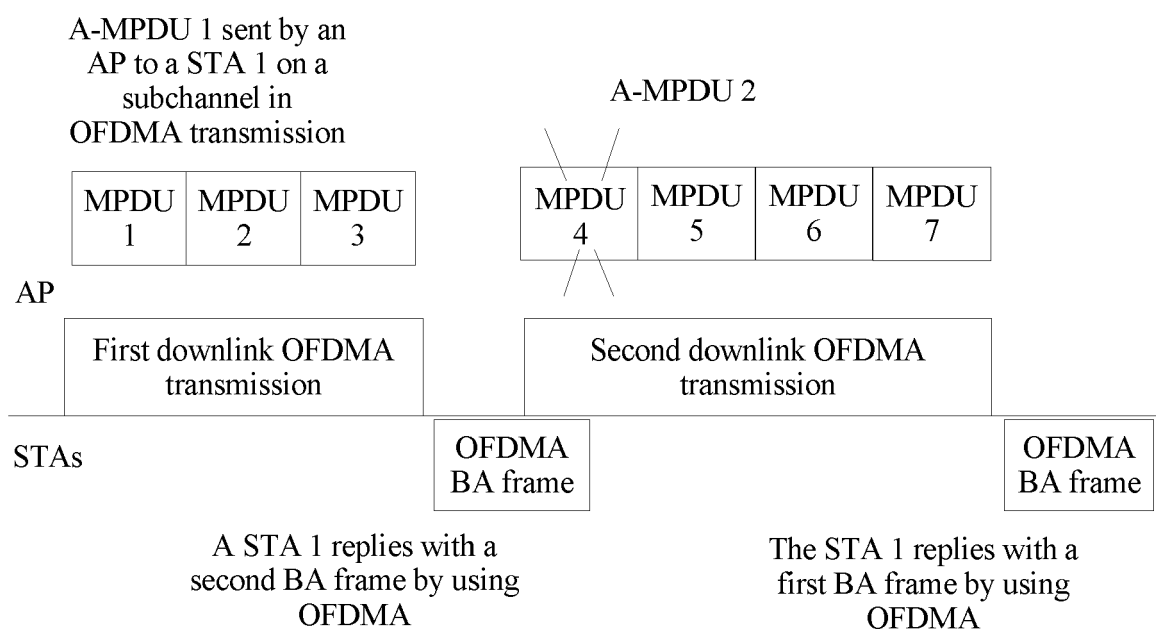 A-MPDU 1 sent by an
AP to a STA 1 on a
subchannel in
OFDMA transmission
A-MPDU 2
MPDU
1
MPDU
2
MPDU
3
MPDU
4
MPDU
5
MPDU
6
MPDU
7
AP
First downlink OFDMA
transmission
Second downlink OFDMA
transmission
STAs
OFDMA
BA frame
OFDMA
BA frame
A STA 1 replies with a
second BA frame by using
OFDMA
The STA 1 replies with a
first BA frame by using
OFDMA